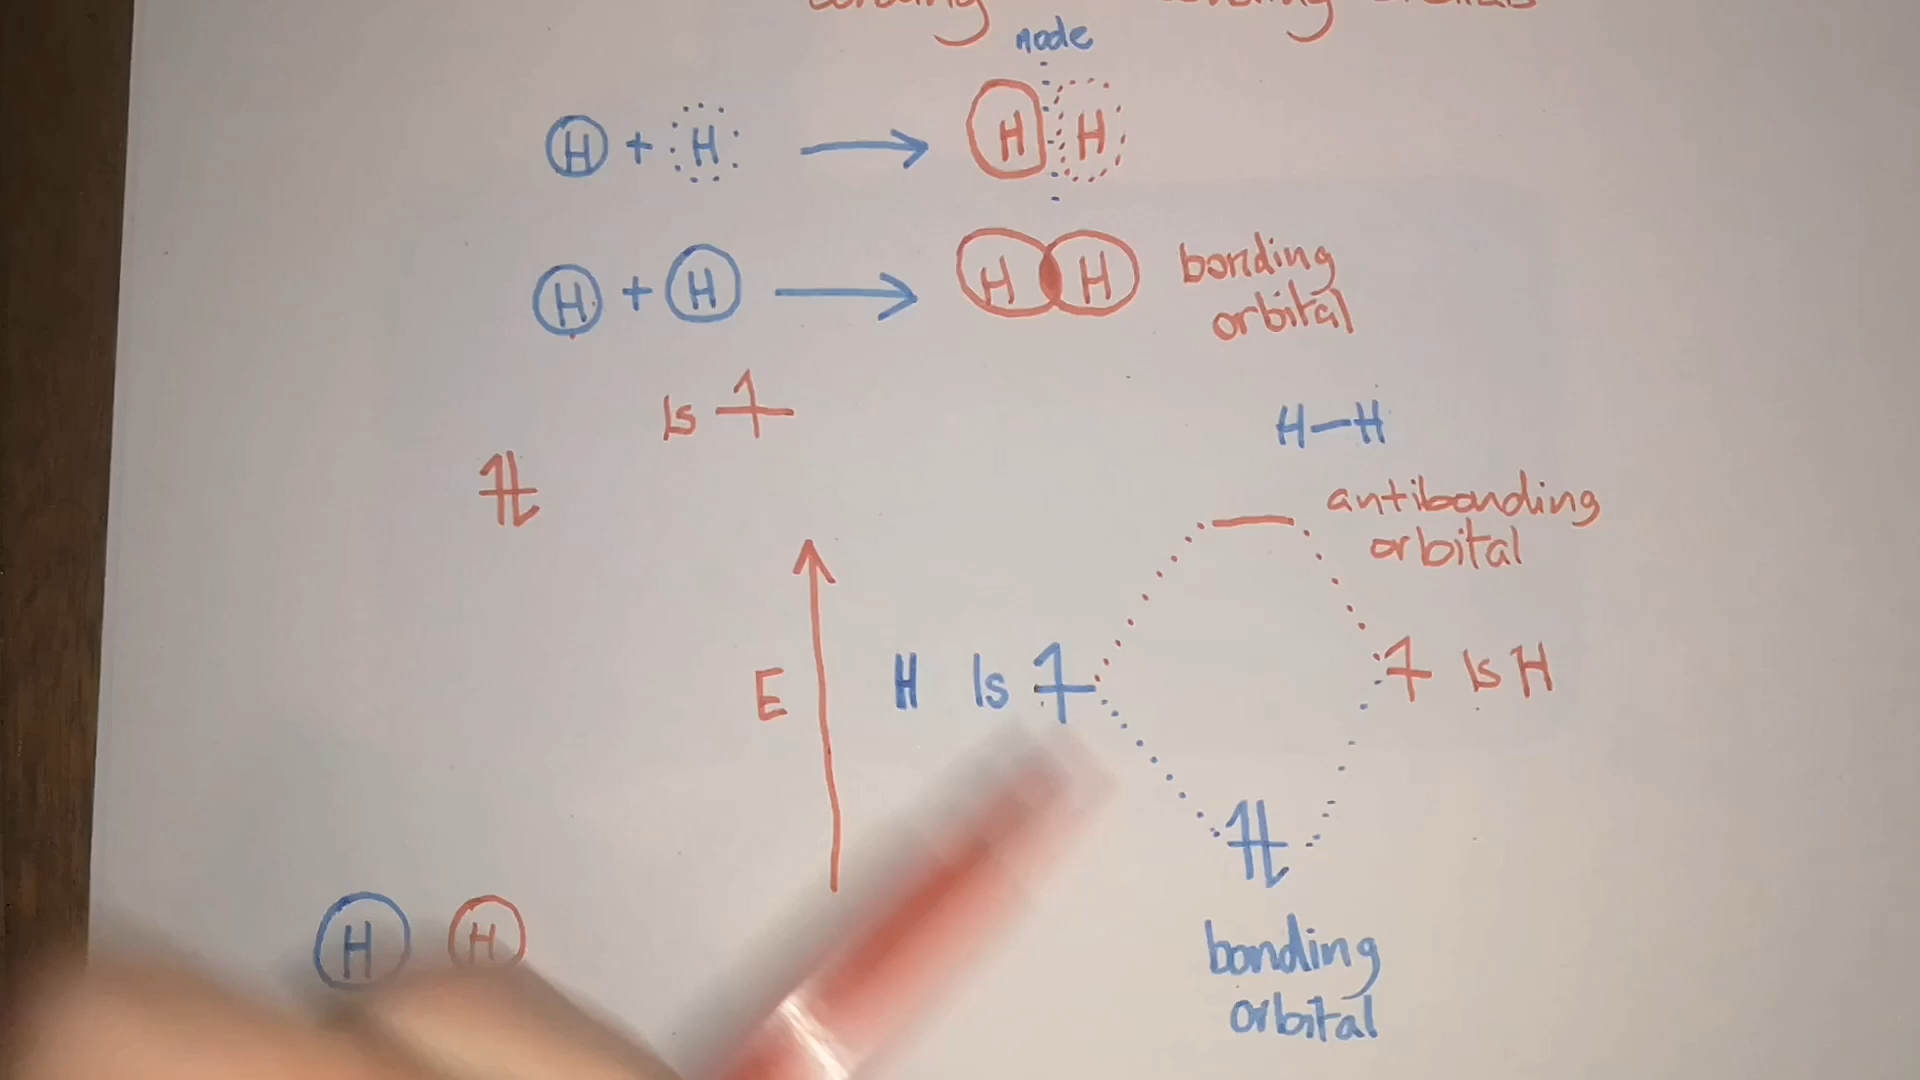 node
H + H → H H
H + H → H H bonding
orbital
1s ↿
⥮
H—H
antibonding
orbital
E H 1s ↿ ↿ 1s H
⥮
H H
bonding
orbital